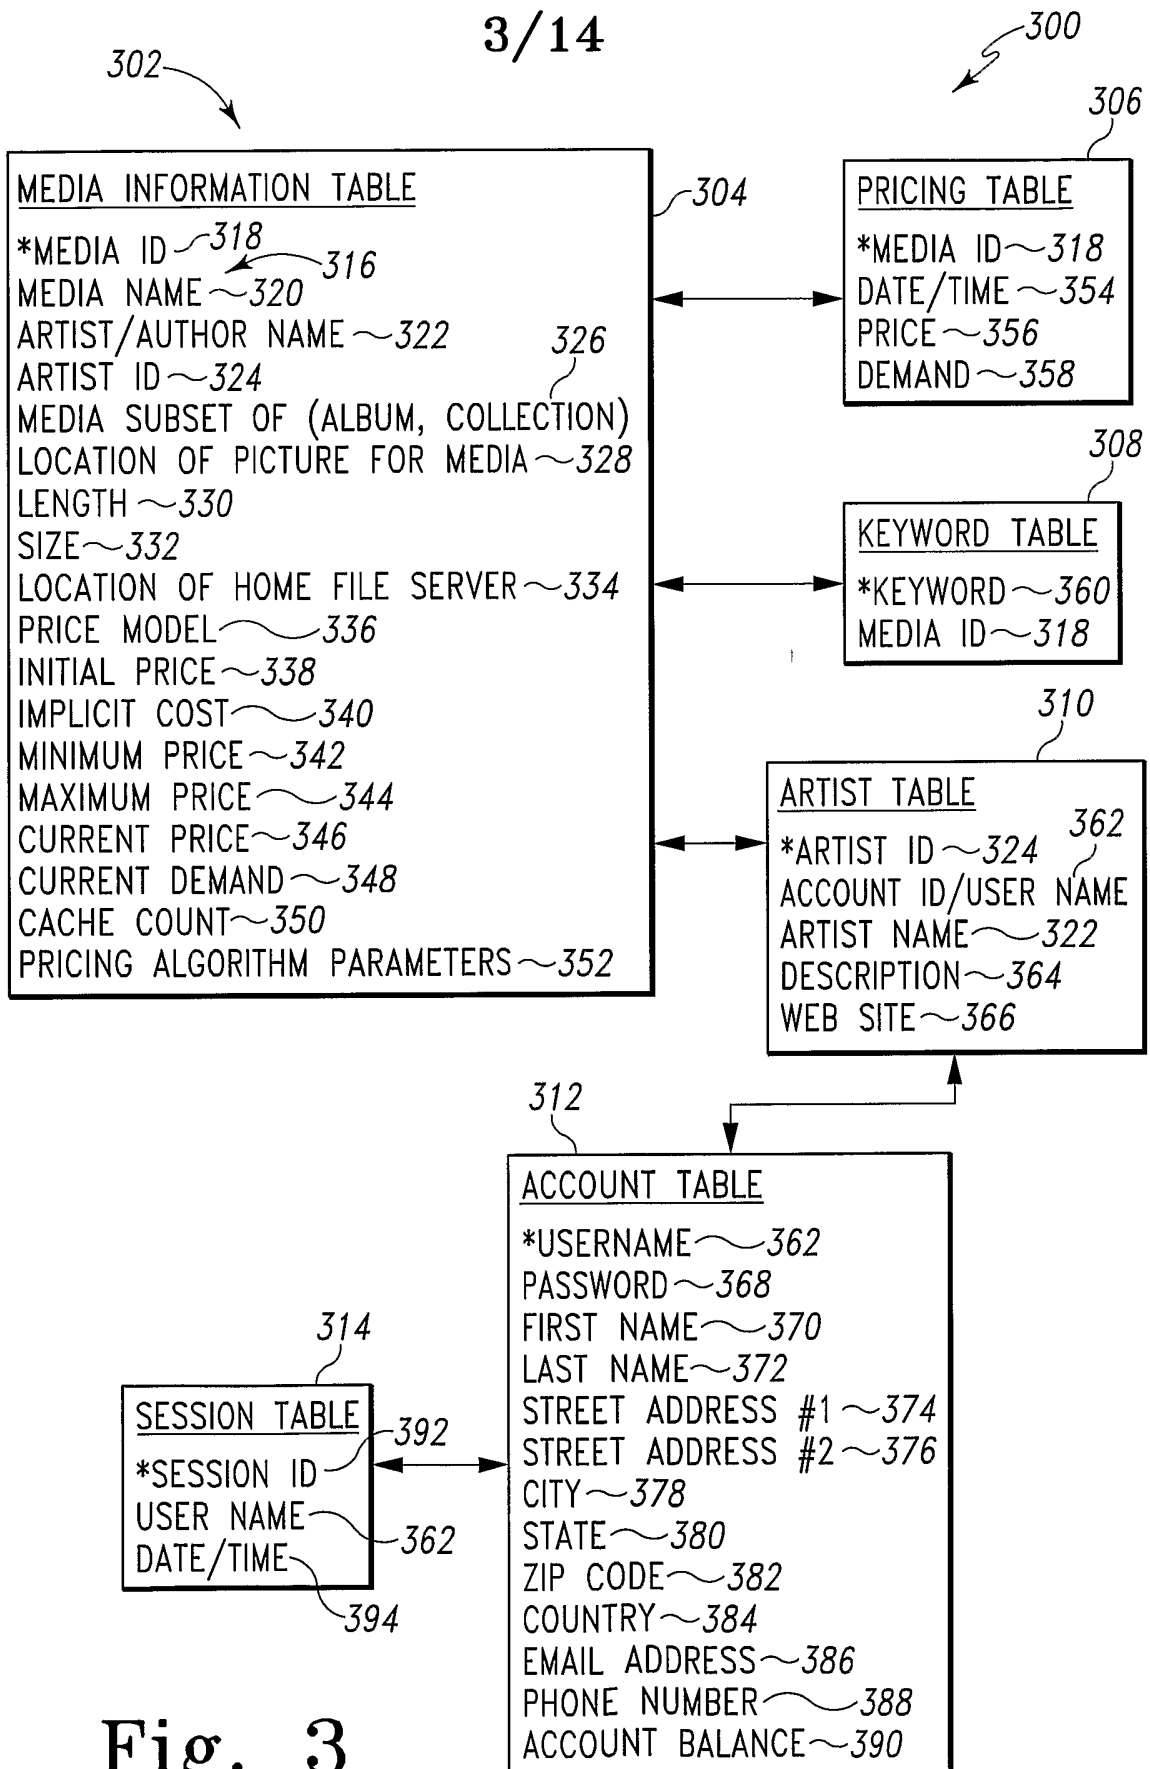 3/14
300
302
MEDIA INFORMATION TABLE
304
*MEDIA ID 318
316
MEDIA NAME 320
ARTIST/AUTHOR NAME 322
326
ARTIST ID 324
MEDIA SUBSET OF (ALBUM, COLLECTION)
LOCATION OF PICTURE FOR MEDIA 328
LENGTH 330
SIZE 332
LOCATION OF HOME FILE SERVER 334
PRICE MODEL 336
INITIAL PRICE 338
IMPLICIT COST 340
MINIMUM PRICE 342
MAXIMUM PRICE 344
CURRENT PRICE 346
CURRENT DEMAND 348
CACHE COUNT 350
PRICING ALGORITHM PARAMETERS 352
306
PRICING TABLE
*MEDIA ID 318
DATE/TIME 354
PRICE 356
DEMAND 358
308
KEYWORD TABLE
*KEYWORD 360
MEDIA ID 318
310
ARTIST TABLE
362
*ARTIST ID 324
ACCOUNT ID/USER NAME
ARTIST NAME 322
DESCRIPTION 364
WEB SITE 366
312
ACCOUNT TABLE
*USERNAME 362
PASSWORD 368
FIRST NAME 370
LAST NAME 372
STREET ADDRESS #1 374
STREET ADDRESS #2 376
CITY 378
STATE 380
ZIP CODE 382
COUNTRY 384
EMAIL ADDRESS 386
PHONE NUMBER 388
ACCOUNT BALANCE 390
314
SESSION TABLE
*SESSION ID 392
USER NAME 362
DATE/TIME 394
Fig. 3